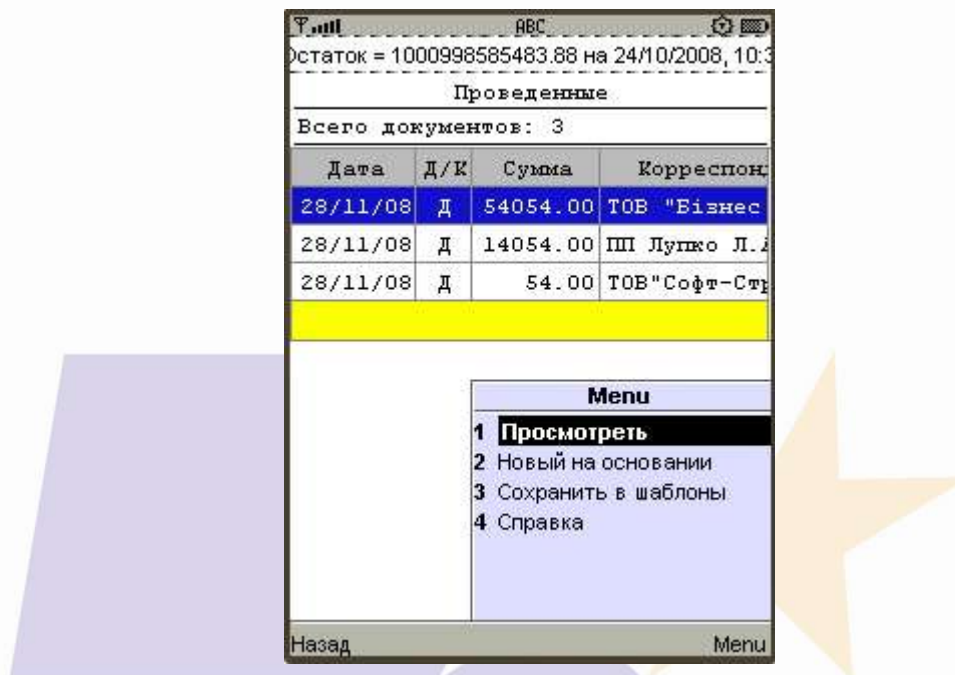 ABC
Остаток = 1000998585483.88 на 24/10/2008, 10:3
Проведенные
Всего документов: 3
Дата Д/К Сумма Корреспонд
28/11/08 Д 54054.00 ТОВ "Бізнес
28/11/08 Д 14054.00 ПП Лупко Л.А
28/11/08 Д 54.00 ТОВ"Софт-Стр
Menu
1 Просмотреть
2 Новый на основании
3 Сохранить в шаблоны
4 Справка
Назад Menu